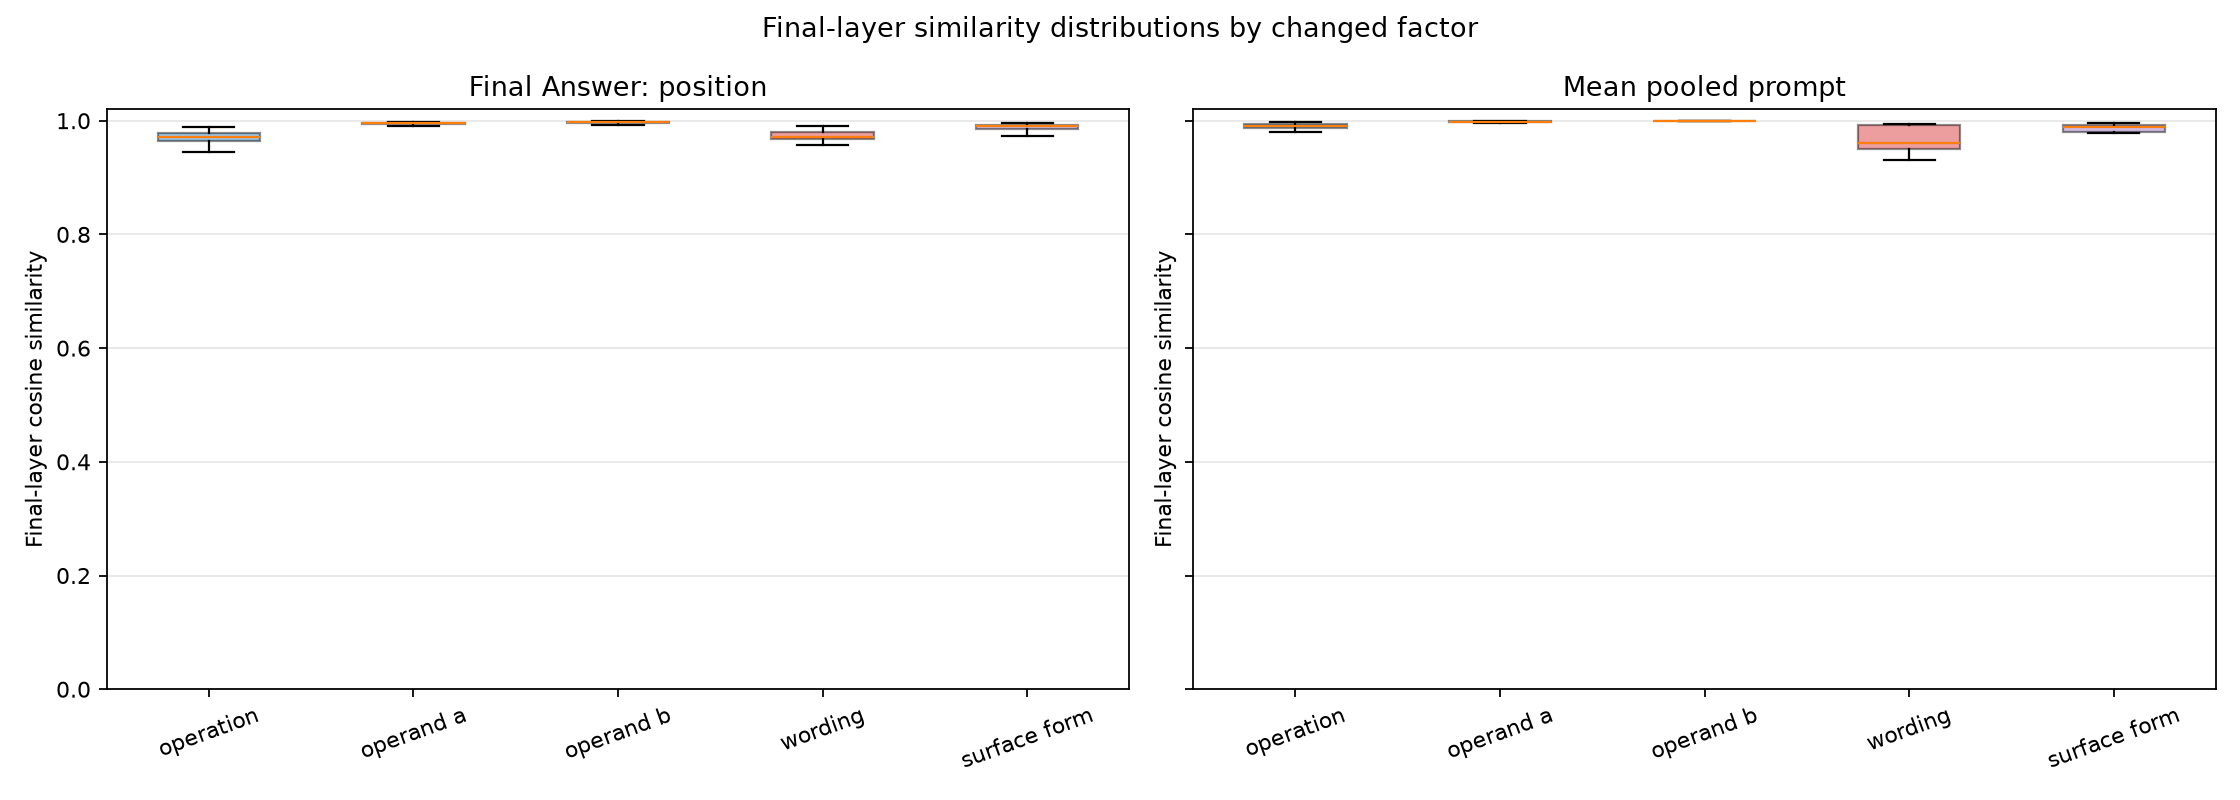 Final-layer similarity distributions by changed factor
Final Answer: position
Final-layer cosine similarity
1.0
0.8
0.6
0.4
0.2
0.0
operation
operand a
operand b
wording
surface form
Mean pooled prompt
Final-layer cosine similarity
operation
operand a
operand b
wording
surface form